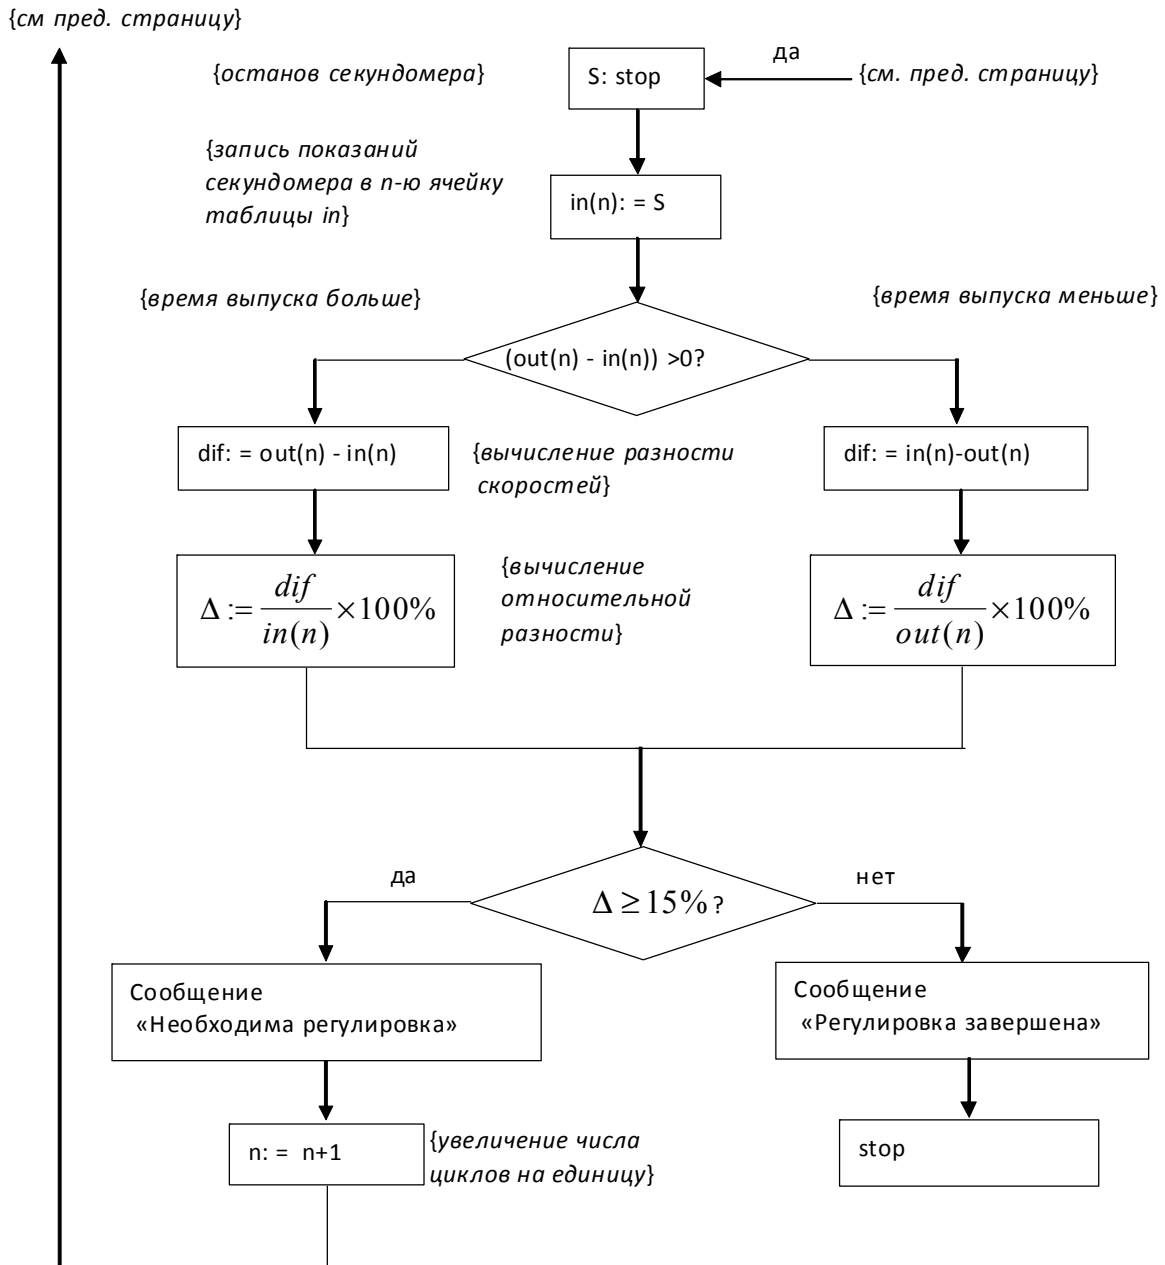 {см пред. страницу}
да
{останов секундомера}
S: stop
{см. пред. страницу}
{запись показаний
секундомера в n-ю ячейку
таблицы in}
in(n): = S
{время выпуска больше}
{время выпуска меньше}
(out(n) - in(n)) >0?
dif: = out(n) - in(n)
{вычисление разности
скоростей}
dif: = in(n)-out(n)
Δ := dif / in(n) ×100%
{вычисление
относительной
разности}
Δ := dif / out(n) ×100%
да
нет
Δ ≥ 15% ?
Сообщение
«Необходима регулировка»
Сообщение
«Регулировка завершена»
n: = n+1
{увеличение числа
циклов на единицу}
stop